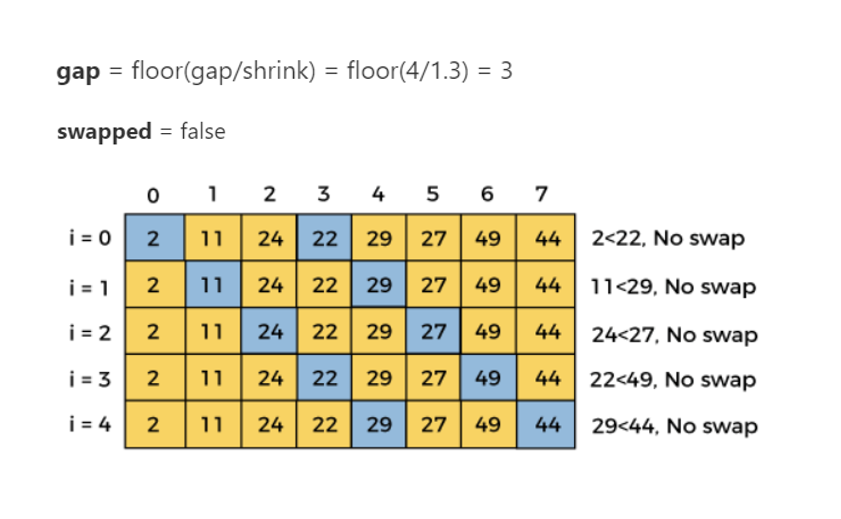 gap = floor(gap/shrink) = floor(4/1.3) = 3
swapped = false
0 1 2 3 4 5 6 7
i = 0 2 11 24 22 29 27 49 44 2<22, No swap
i = 1 2 11 24 22 29 27 49 44 11<29, No swap
i = 2 2 11 24 22 29 27 49 44 24<27, No swap
i = 3 2 11 24 22 29 27 49 44 22<49, No swap
i = 4 2 11 24 22 29 27 49 44 29<44, No swap